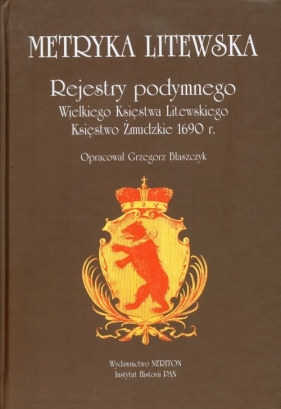 METRYKA LITEWSKA
Rejestry podymnego
Wielkiego Księstwa Litewskiego
Księstwo Żmudzkie 1690 r.
Opracował Grzegorz Błaszczyk
Wydawnictwo NERITON
Instytut Historii PAN